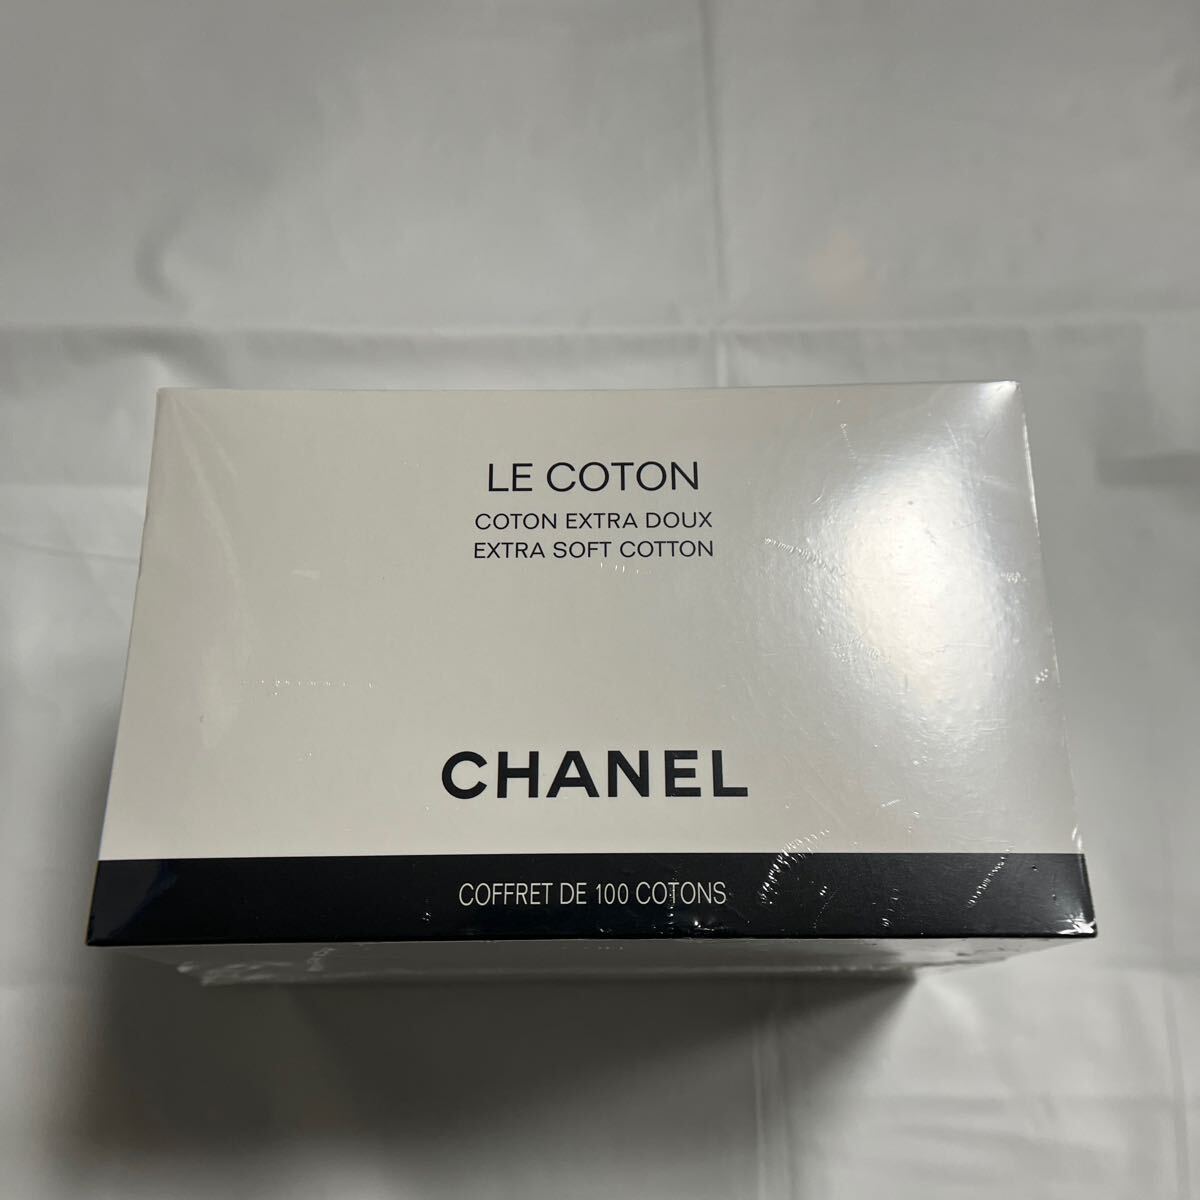 LE COTON
COTON EXTRA DOUX
EXTRA SOFT COTTON
CHANEL
COFFRET DE 100 COTONS